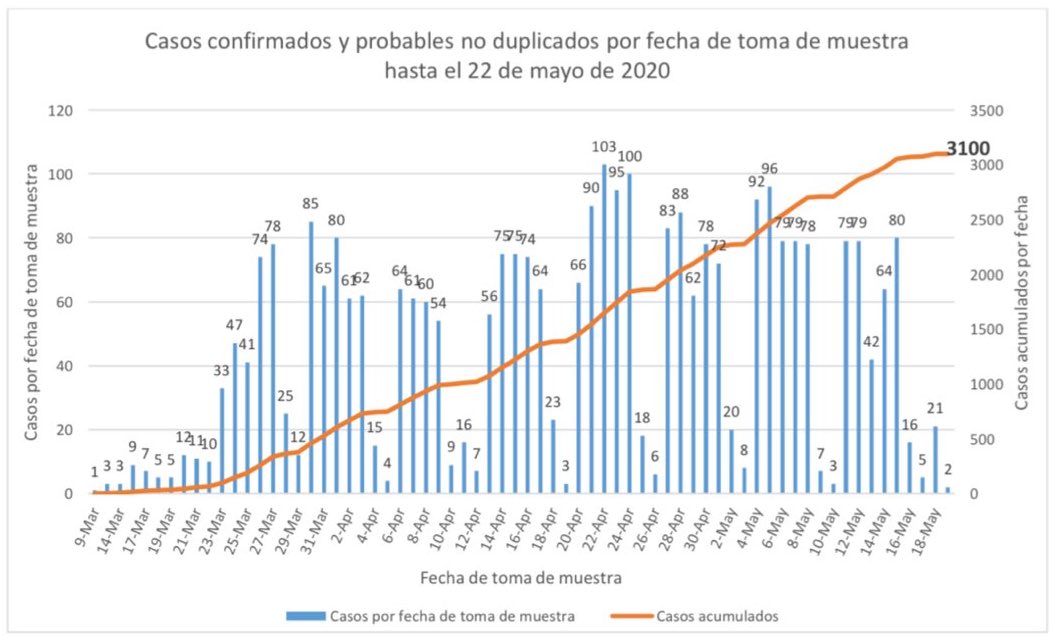 Casos confirmados y probables no duplicados por fecha de toma de muestra
hasta el 22 de mayo de 2020
Casos por fecha de toma de muestra
120
100
80
60
40
20
0
1 3 3 9 7 5 5 12 11 10 33 47 41 74 78 25 12 85 65 80 61 62 15 4 64 61 60 54 9 16 7 56 75 75 74 64 23 3 66 90 103 95 100 18 6 83 88 62 78 72 20 8 92 96 79 79 78 7 3 79 79 42 64 80 16 5 21 2
3100
3500
3000
2500
2000
1500
1000
500
0
Casos acumulados por fecha
9-Mar 14-Mar 17-Mar 19-Mar 21-Mar 23-Mar 25-Mar 27-Mar 29-Mar 31-Mar 2-Apr 4-Apr 6-Apr 8-Apr 10-Apr 12-Apr 14-Apr 16-Apr 18-Apr 20-Apr 22-Apr 24-Apr 26-Apr 28-Apr 30-Apr 2-May 4-May 6-May 8-May 10-May 12-May 14-May 16-May 18-May
Fecha de toma de muestra
Casos por fecha de toma de muestra Casos acumulados